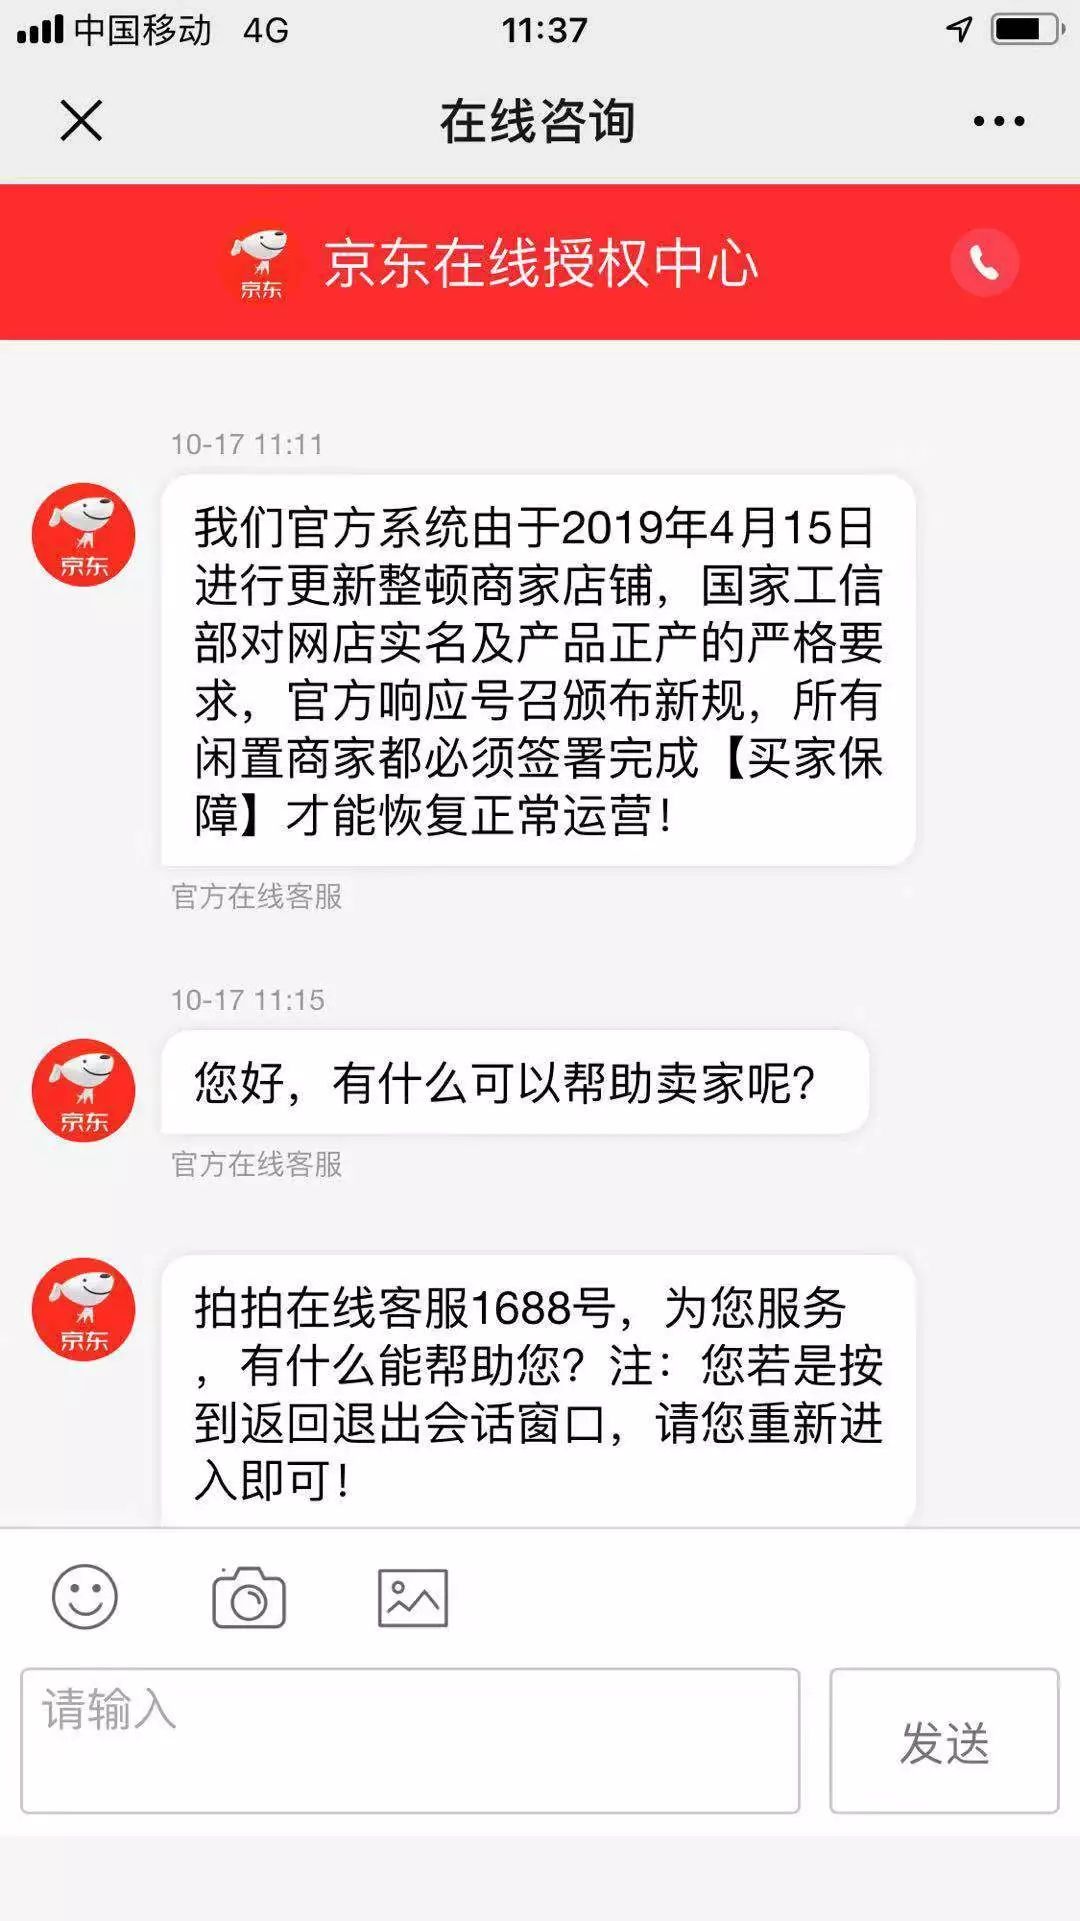 中国移动 4G 11:37
在线咨询
京东 京东在线授权中心
10-17 11:11
京东
我们官方系统由于2019年4月15日
进行更新整顿商家店铺，国家工信
部对网店实名及产品正产的严格要
求，官方响应号召颁布新规，所有
闲置商家都必须签署完成【买家保
障】才能恢复正常运营！
官方在线客服
10-17 11:15
京东
您好，有什么可以帮助卖家呢？
官方在线客服
京东
拍拍在线客服1688号，为您服务
，有什么能帮助您？注：您若是按
到返回退出会话窗口，请您重新进
入即可！
请输入
发送